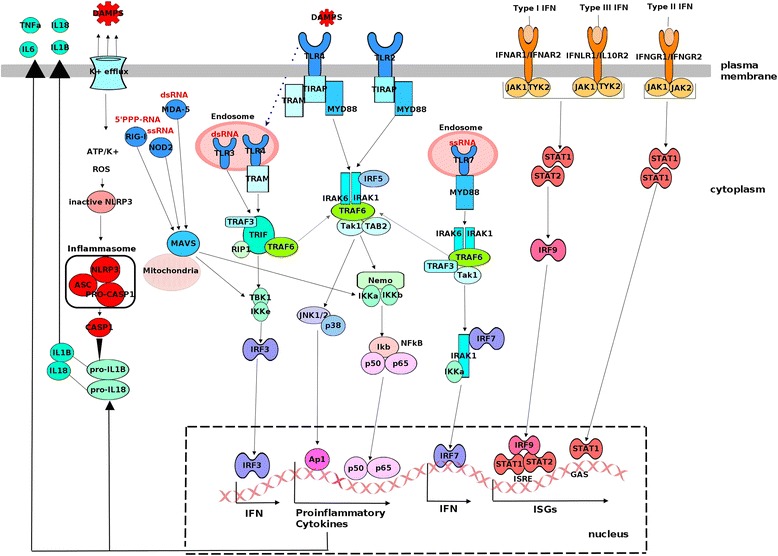 TNFa
IL18
IL6
IL1B
DAMPS
K+ efflux
DAMPS
TLR4
TLR2
TIRAP
TRAM
MYD88
TIRAP
MYD88
Type I IFN
Type III IFN
Type II IFN
IFNAR1/IFNAR2
IFNLR1/IL10R2
IFNGR1/IFNGR2
JAK1
TYK2
JAK1
TYK2
JAK1
JAK2
plasma
membrane
cytoplasm
dsRNA
MDA-5
5'PPP-RNA
ssRNA
RIG-I
NOD2
Endosome
dsRNA
TLR3
TLR4
TRAM
Endosome
ssRNA
TLR7
MYD88
ATP/K+
ROS
inactive NLRP3
Inflammasome
NLRP3
ASC
PRO-CASP1
CASP1
IL1B
IL18
pro-IL1B
pro-IL18
MAVS
Mitochondria
TRAF3
TRIF
RIP1
TRAF6
TBK1
IKKe
IRF3
IRF5
IRAK6
IRAK1
TRAF6
Tak1
TAB2
Nemo
IKKa
IKKb
JNK1/2
p38
Ikb
NFkB
p50
p65
IRAK6
IRAK1
TRAF6
TRAF3
Tak1
IRF7
IRAK1
IKKa
STAT1
STAT2
IRF9
STAT1
STAT1
IRF3
Ap1
p50
p65
IRF7
IRF9
STAT1
STAT2
ISRE
STAT1
GAS
IFN
Proinflammatory
Cytokines
IFN
ISGs
nucleus